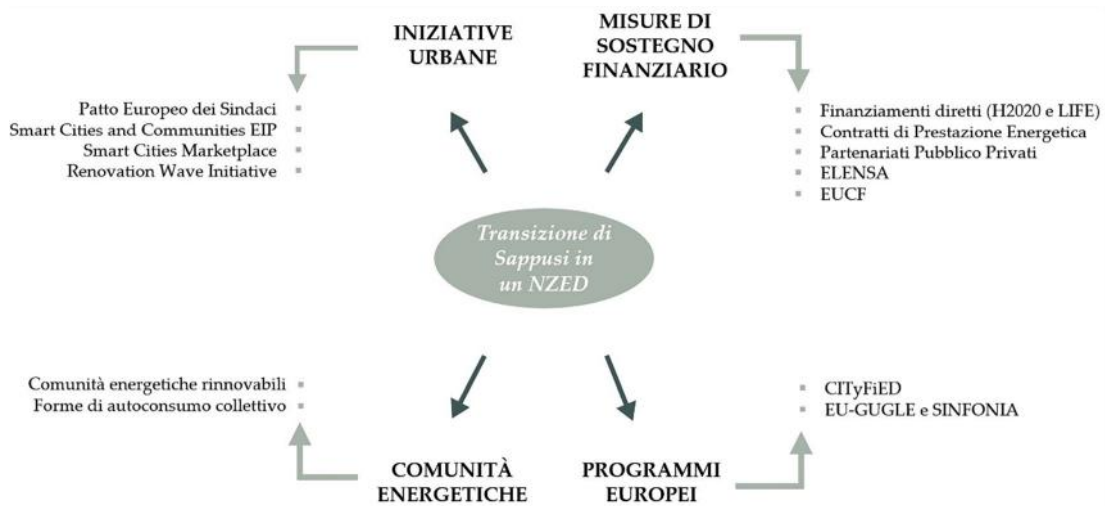 INIZIATIVE
URBANE
Patto Europeo dei Sindaci
Smart Cities and Communities EIP
Smart Cities Marketplace
Renovation Wave Initiative
MISURE DI
SOSTEGNO
FINANZIARIO
Finanziamenti diretti (H2020 e LIFE)
Contratti di Prestazione Energetica
Partenariati Pubblico Privati
ELENSA
EUCF
Transizione di
Sappusi in
un NZED
Comunità energetiche rinnovabili
Forme di autoconsumo collettivo
COMUNITÀ
ENERGETICHE
CITyFiED
EU-GUGLE e SINFONIA
PROGRAMMI
EUROPEI